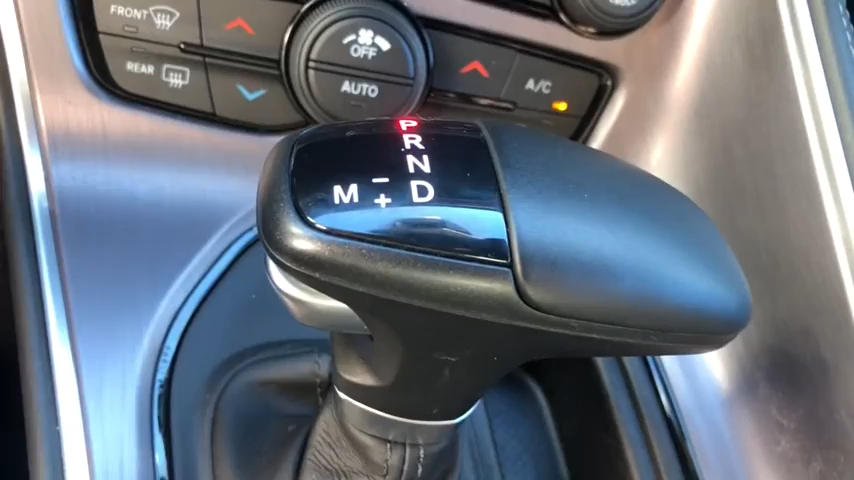 FRONT
REAR
OFF
AUTO
A/C
P
R
N
M - + D